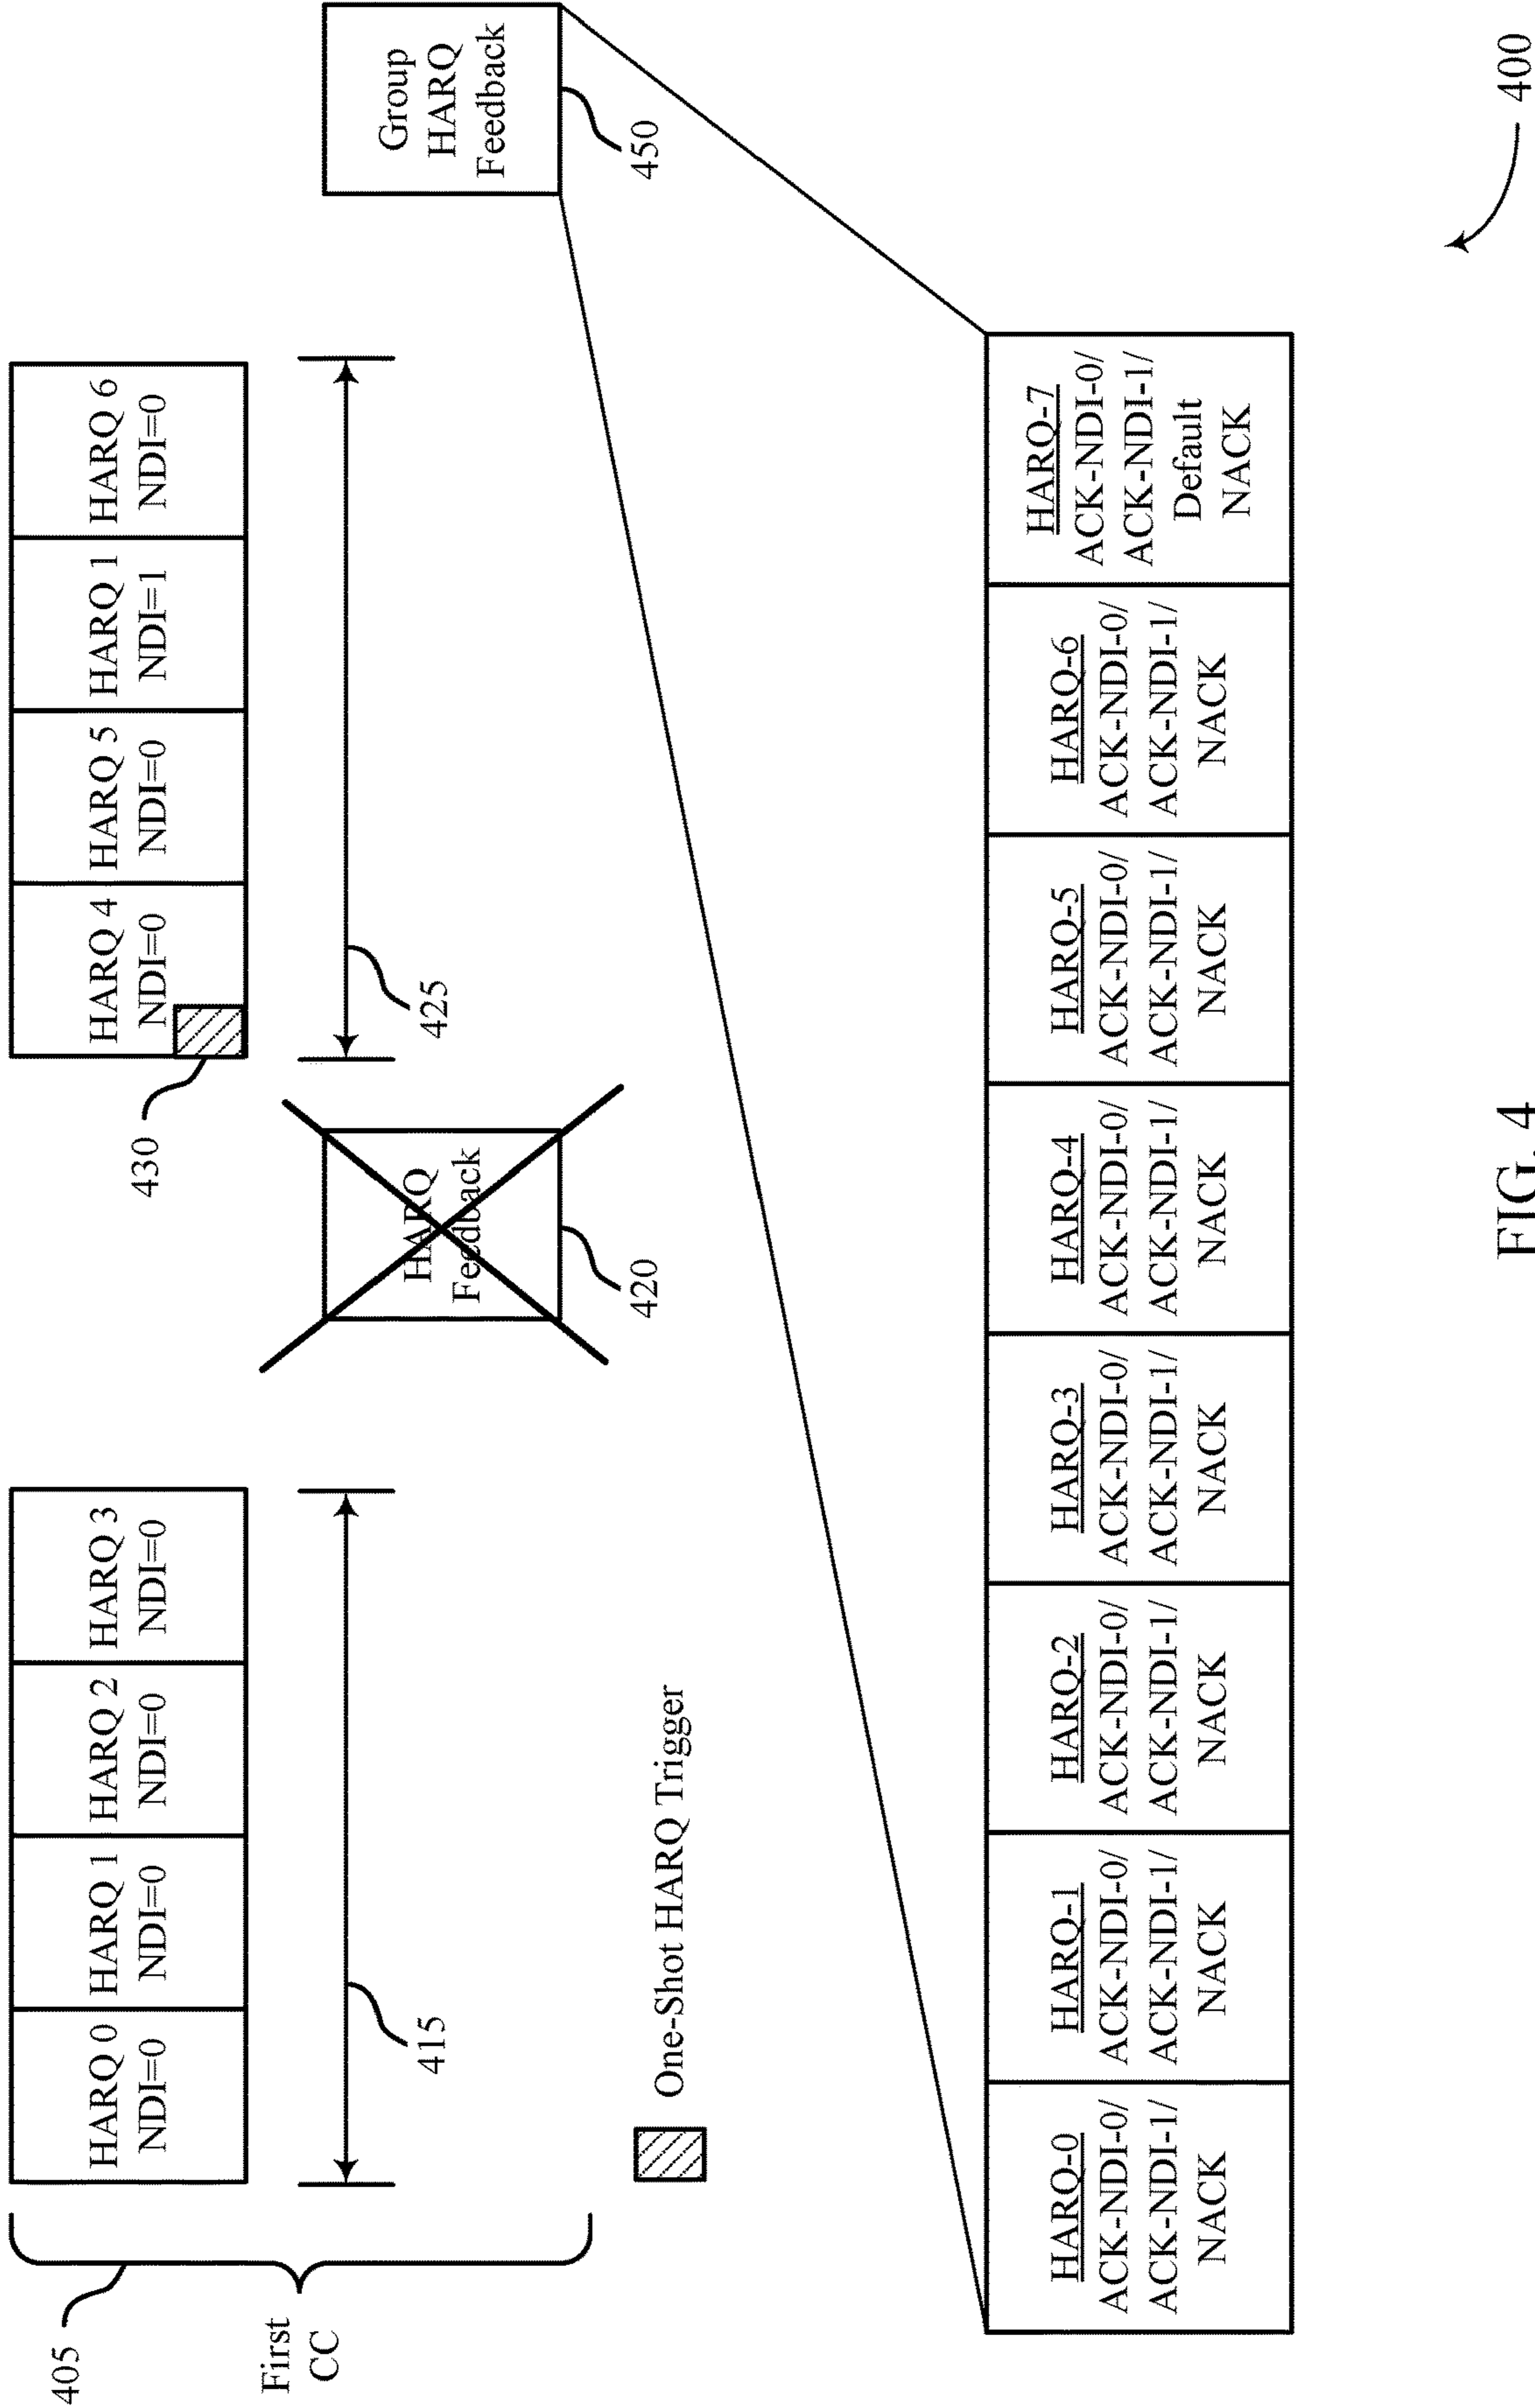 405
First
CC
HARQ 0
NDI=0
HARQ 1
NDI=0
HARQ 2
NDI=0
HARQ 3
NDI=0
415
HARQ
Feedback
420
430
HARQ 4
NDI=0
HARQ 5
NDI=0
HARQ 1
NDI=1
HARQ 6
NDI=0
425
Group
HARQ
Feedback
450
One-Shot HARQ Trigger
HARQ-0
ACK-NDI-0/
ACK-NDI-1/
NACK
HARQ-1
ACK-NDI-0/
ACK-NDI-1/
NACK
HARQ-2
ACK-NDI-0/
ACK-NDI-1/
NACK
HARQ-3
ACK-NDI-0/
ACK-NDI-1/
NACK
HARQ-4
ACK-NDI-0/
ACK-NDI-1/
NACK
HARQ-5
ACK-NDI-0/
ACK-NDI-1/
NACK
HARQ-6
ACK-NDI-0/
ACK-NDI-1/
NACK
HARQ-7
ACK-NDI-0/
ACK-NDI-1/
Default
NACK
400
FIG. 4